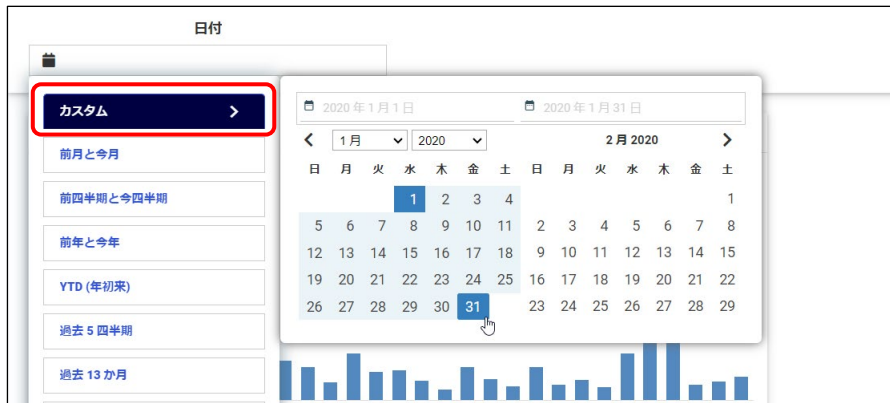 日付
カスタム
前月と今月
前四半期と今四半期
前年と今年
YTD (年初来)
過去 5 四半期
過去 13 か月
2020 年 1 月 1 日 2020 年 1 月 31 日
1 月 2020 2 月 2020
日 月 火 水 木 金 土 日 月 火 水 木 金 土
1 2 3 4 1
5 6 7 8 9 10 11 2 3 4 5 6 7 8
12 13 14 15 16 17 18 9 10 11 12 13 14 15
19 20 21 22 23 24 25 16 17 18 19 20 21 22
26 27 28 29 30 31 23 24 25 26 27 28 29